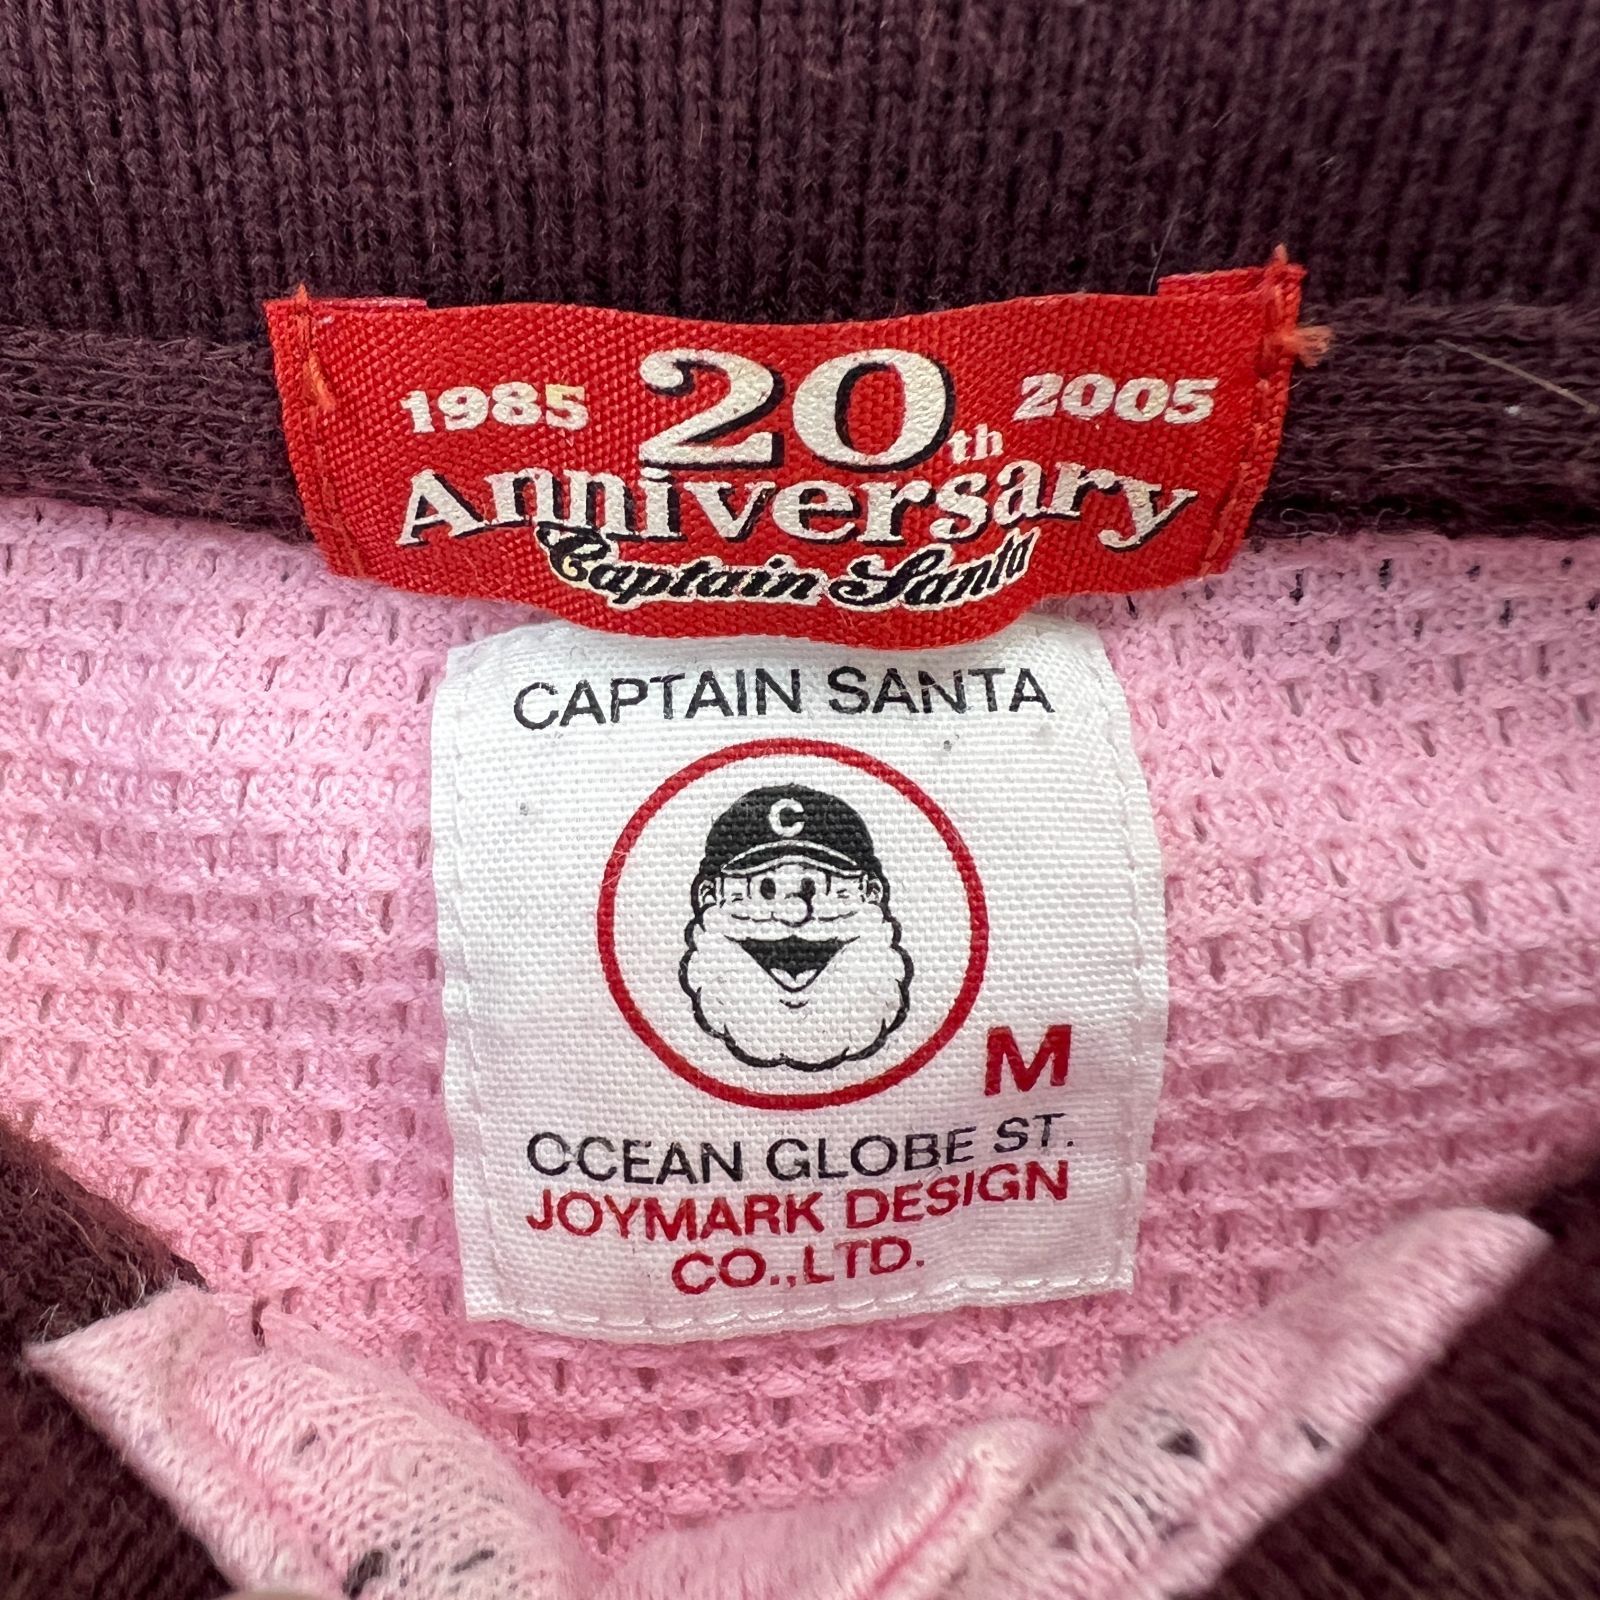 1985 20th 2005
Anniversary
Captain Santa
CAPTAIN SANTA
C
M
OCEAN GLOBE ST.
JOYMARK DESIGN
CO.,LTD.